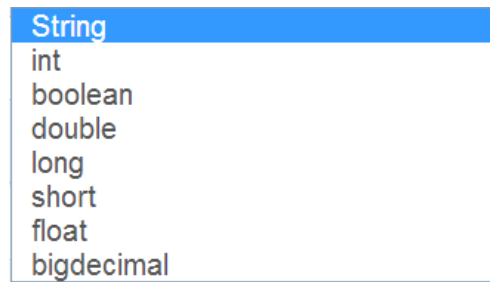 String
int
boolean
double
long
short
float
bigdecimal